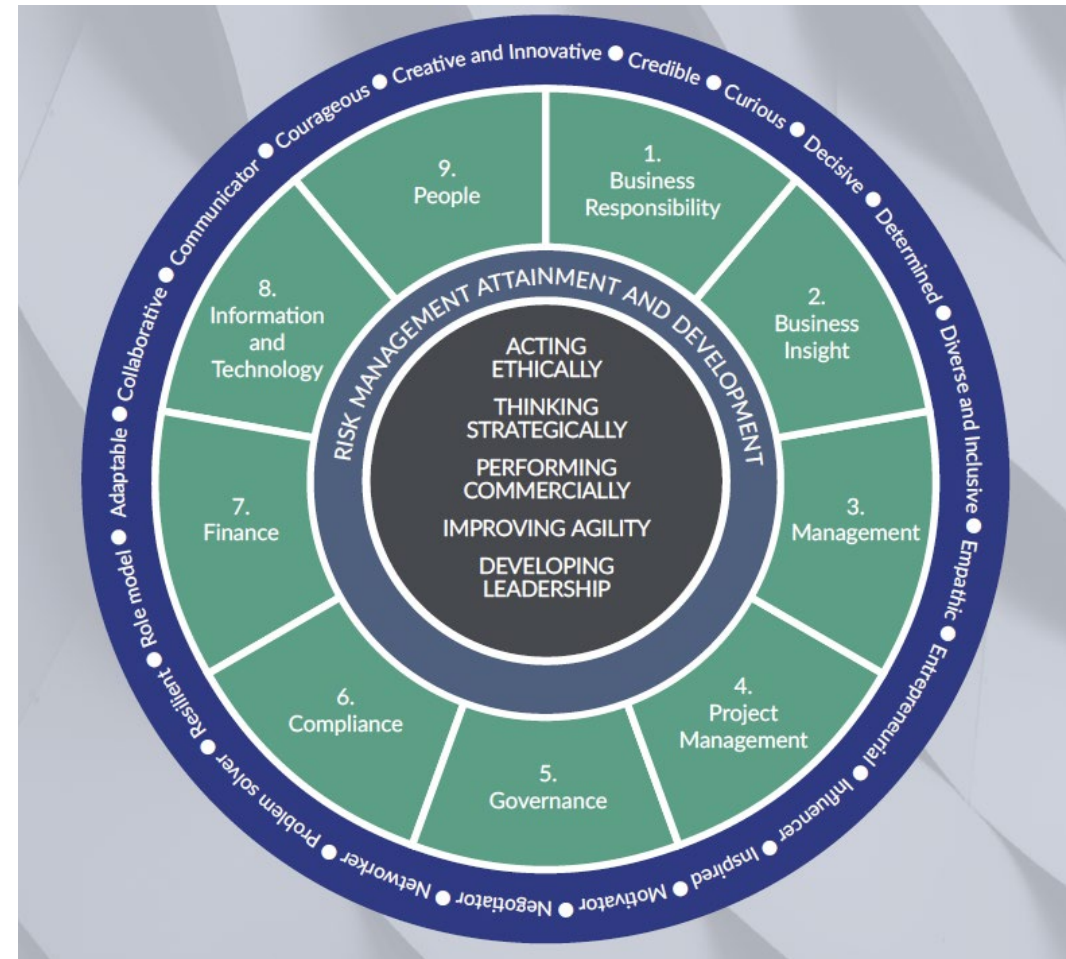 Adaptable ● Collaborative ● Communicator ● Courageous ● Creative and Innovative ● Credible ● Curious ● Decisive ● Determined ● Diverse and Inclusive ● Empathic ● Entrepreneurial ● Influencer ● Inspired ● Motivator ● Negotiator ● Networker ● Problem solver ● Resilient ● Role model ●
1.
Business
Responsibility
2.
Business
Insight
3.
Management
4.
Project
Management
5.
Governance
6.
Compliance
7.
Finance
8.
Information
and
Technology
9.
People
RISK MANAGEMENT ATTAINMENT AND DEVELOPMENT
ACTING
ETHICALLY
THINKING
STRATEGICALLY
PERFORMING
COMMERCIALLY
IMPROVING AGILITY
DEVELOPING
LEADERSHIP